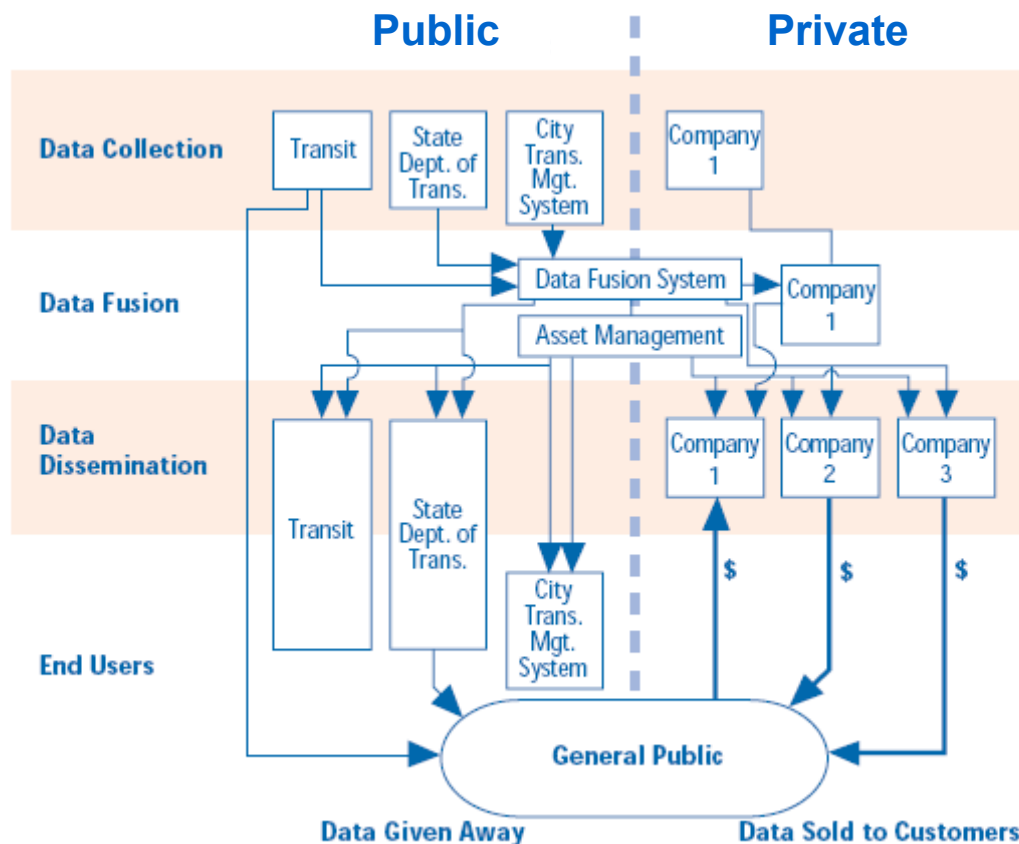 Public
Private
Data Collection
Transit
State
Dept. of
Trans.
City
Trans.
Mgt.
System
Company
1
Data Fusion
Data Fusion System
Asset Management
Company
1
Data
Dissemination
Transit
State
Dept. of
Trans.
City
Trans.
Mgt.
System
Company
1
Company
2
Company
3
$
$
$
End Users
General Public
Data Given Away
Data Sold to Customers